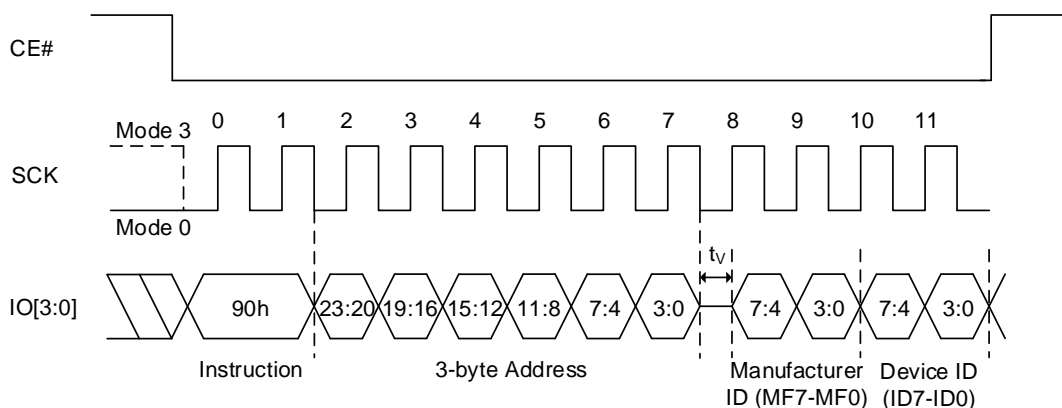 CE#
0 1 2 3 4 5 6 7 8 9 10 11
Mode 3
SCK
Mode 0
tV
IO[3:0]
90h 23:20 19:16 15:12 11:8 7:4 3:0 7:4 3:0 7:4 3:0
Instruction 3-byte Address Manufacturer Device ID
ID (MF7-MF0) (ID7-ID0)